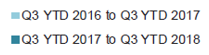 Q3 YTD 2016 to Q3 YTD 2017
Q3 YTD 2017 to Q3 YTD 2018